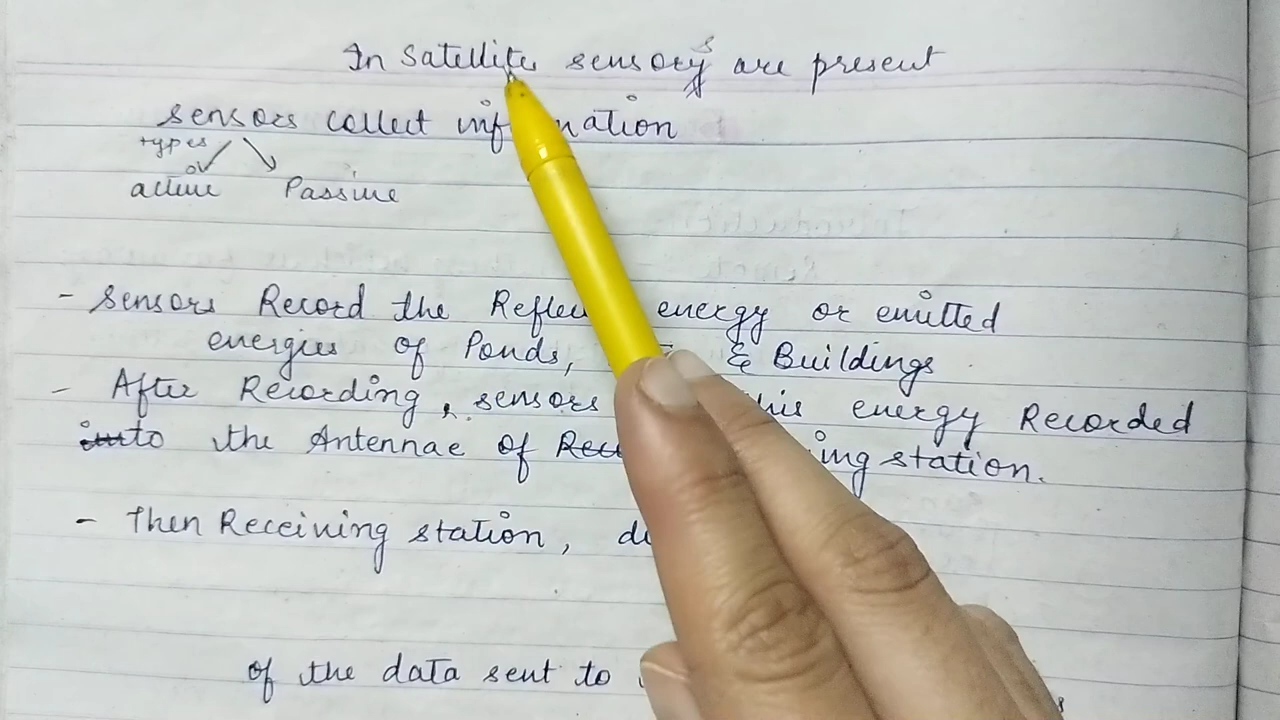 In Satellite sensors are present
sensors collect information
types
active Passive
- Sensors Record the energy or emitted
energies of Ponds, & Buildings
- After Recording, sensors this energy Recorded
to the Antennae of ing station.
- Then Receiving station,
of the data sent to